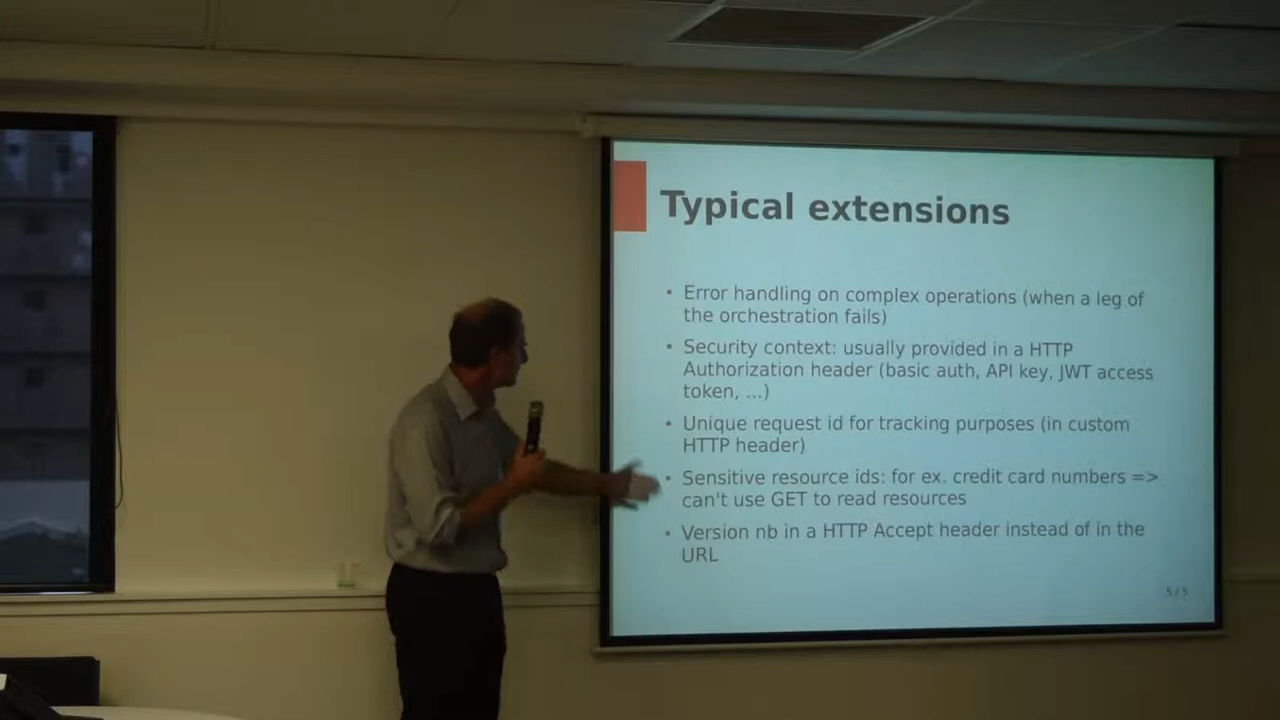 Typical extensions
• Error handling on complex operations (when a leg of
the orchestration fails)
• Security context: usually provided in a HTTP
Authorization header (basic auth, API key, JWT access
token, ...)
• Unique request id for tracking purposes (in custom
HTTP header)
• Sensitive resource ids: for ex. credit card numbers =>
can't use GET to read resources
• Version nb in a HTTP Accept header instead of in the
URL
5 / 5